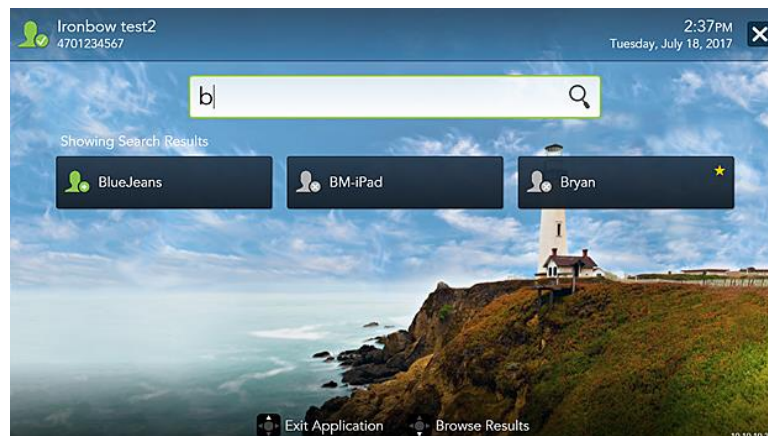 Ironbow test2
4701234567
2:37PM
Tuesday, July 18, 2017
b
Showing Search Results
BlueJeans
BM-iPad
Bryan
Exit Application
Browse Results